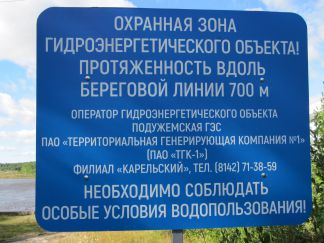 ОХРАННАЯ ЗОНА
ГИДРОЭНЕРГЕТИЧЕСКОГО ОБЪЕКТА!
ПРОТЯЖЕННОСТЬ ВДОЛЬ
БЕРЕГОВОЙ ЛИНИИ 700 м
ОПЕРАТОР ГИДРОЭНЕРГЕТИЧЕСКОГО ОБЪЕКТА
ПОДУЖЕМСКАЯ ГЭС
ПАО «ТЕРРИТОРИАЛЬНАЯ ГЕНЕРИРУЮЩАЯ КОМПАНИЯ №1»
(ПАО «ТГК-1»)
ФИЛИАЛ «КАРЕЛЬСКИЙ», ТЕЛ. (8142) 71-38-59
НЕОБХОДИМО СОБЛЮДАТЬ
ОСОБЫЕ УСЛОВИЯ ВОДОПОЛЬЗОВАНИЯ!